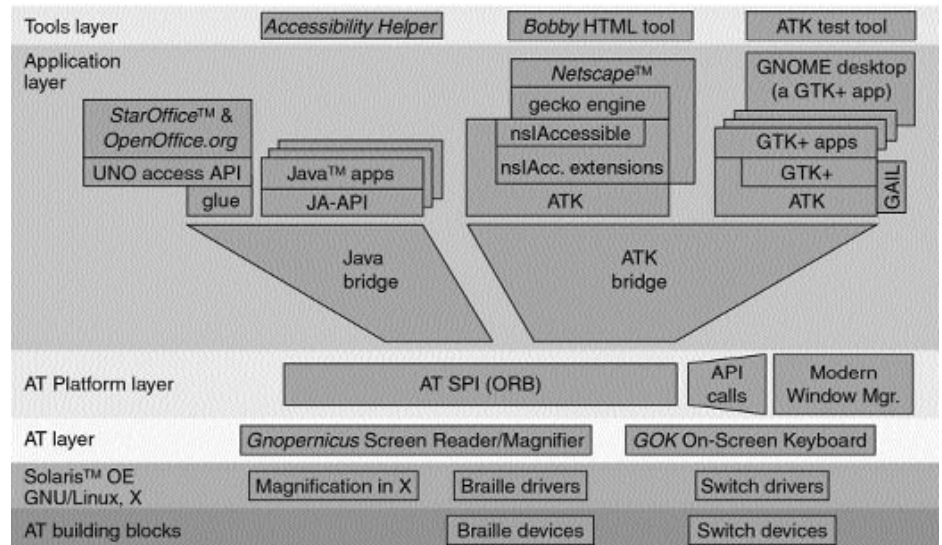 Tools layer
Accessibility Helper
Bobby HTML tool
ATK test tool
Application
layer
StarOffice™ &
OpenOffice.org
UNO access API
glue
Java™ apps
JA-API
Netscape™
gecko engine
nsIAccessible
nsIAcc. extensions
ATK
GNOME desktop
(a GTK+ app)
GTK+ apps
GTK+
ATK
GAIL
Java
bridge
ATK
bridge
AT Platform layer
AT SPI (ORB)
API
calls
Modern
Window Mgr.
AT layer
Gnopernicus Screen Reader/Magnifier
GOK On-Screen Keyboard
Solaris™ OE
GNU/Linux, X
Magnification in X
Braille drivers
Switch drivers
AT building blocks
Braille devices
Switch devices